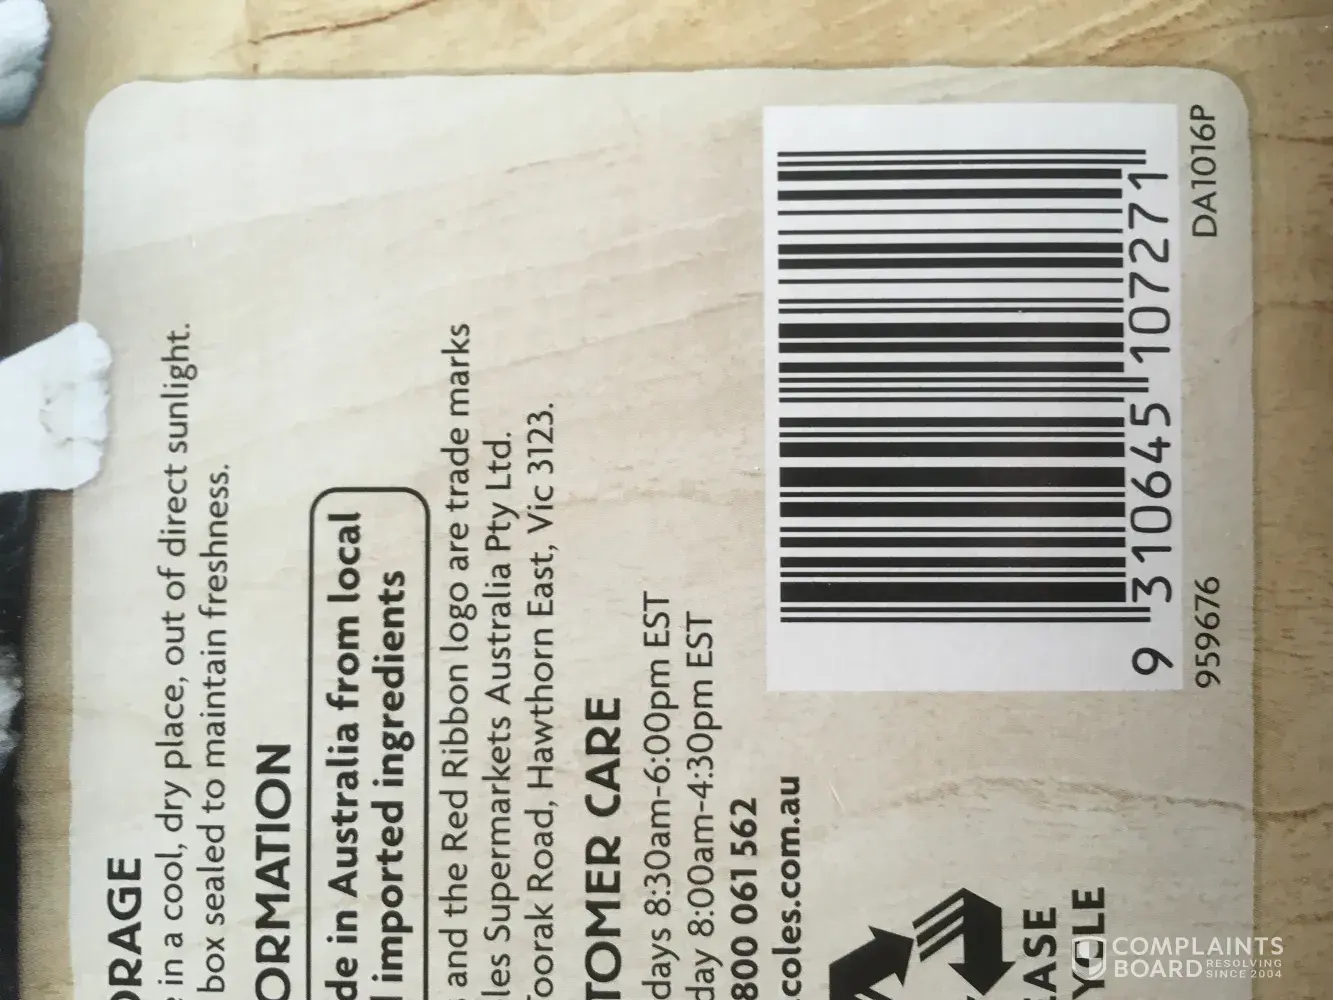 ORAGE
in a cool, dry place, out of direct sunlight.
box sealed to maintain freshness.
ORMATION
de in Australia from local
imported ingredients
and the Red Ribbon logo are trade marks
les Supermarkets Australia Pty Ltd.
Toorak Road, Hawthorn East, Vic 3123.
TOMER CARE
days 8:30am-6:00pm EST
day 8:00am-4:30pm EST
800 061 562
.coles.com.au
EASE
YCLE
9 310645 107271
959676 DA1016P
COMPLAINTS
BOARD RESOLVING
SINCE 2004